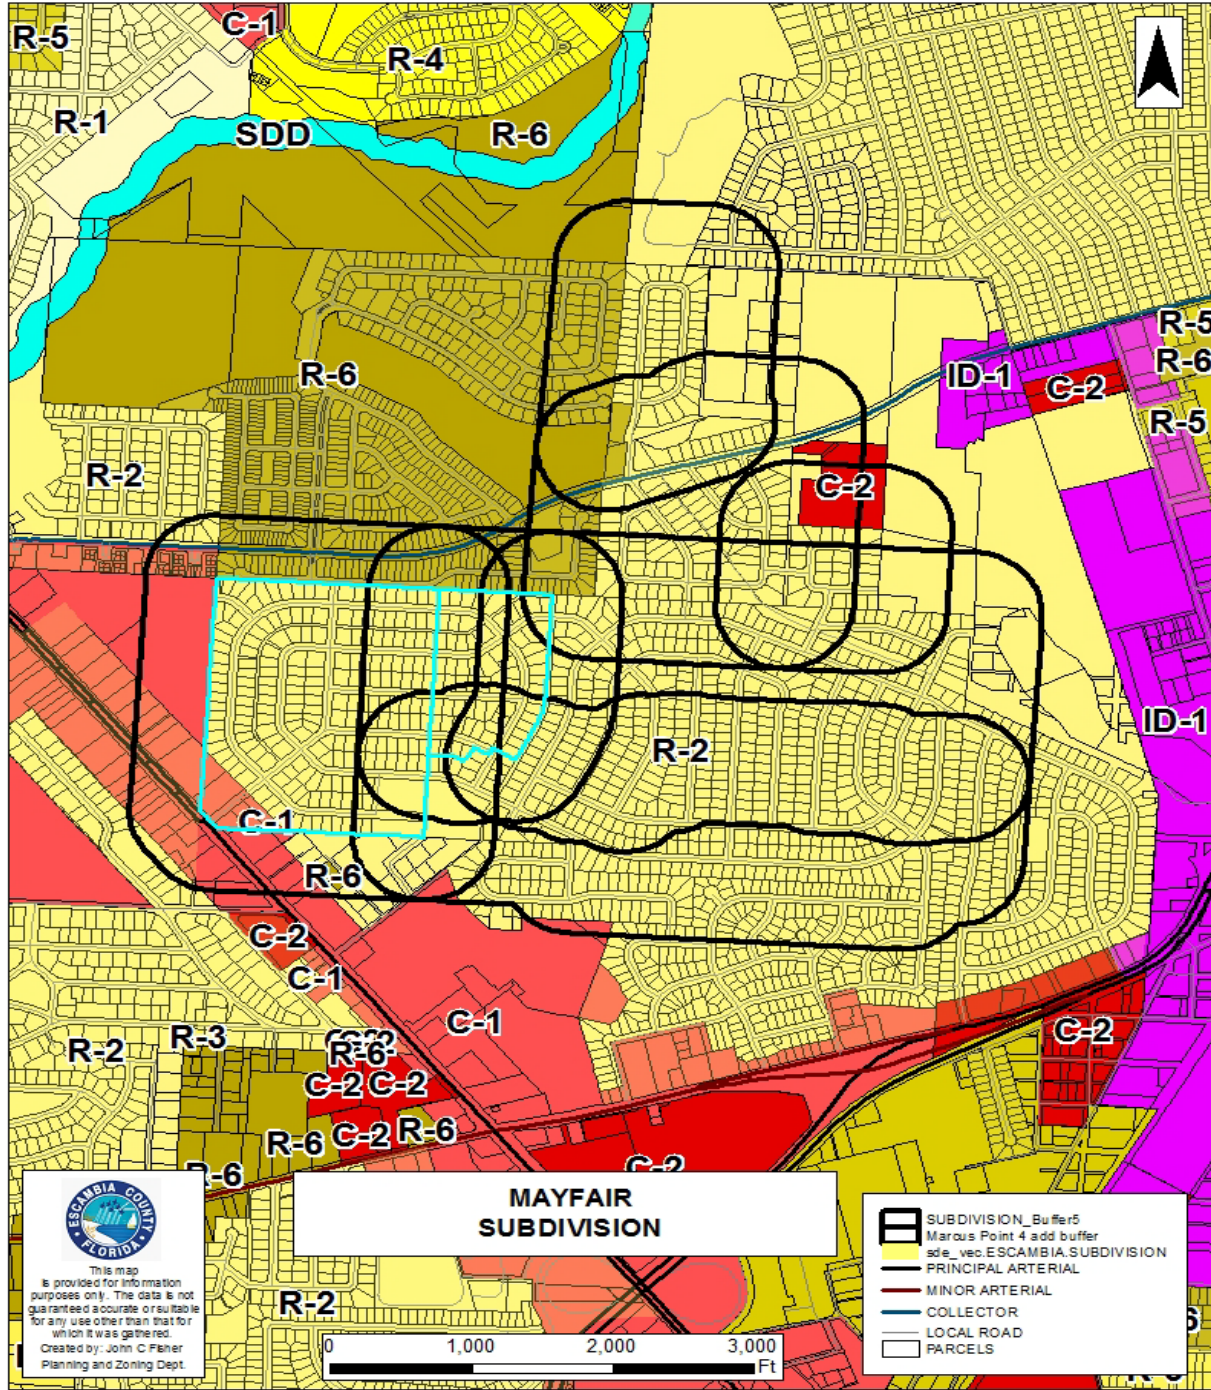 C-1
R-5
R-4
R-1
SDD
R-6
R-5
R-6
ID-1
C-2
R-6
R-5
R-2
C-2
ID-1
R-2
C-1
R-6
C-2
C-1
C-1
R-3
C-2
R-2
R-6
C-2
C-2
C-2
R-6
R-6
R-6
C-2
R-2
MAYFAIR
SUBDIVISION
ESCAMBIA COUNTY
FLORIDA
This map
is provided for information
purposes only. The data is not
guaranteed accurate or suitable
for any use other than that for
which it was gathered.
Created by: John C Fisher
Planning and Zoning Dept.
0 1,000 2,000 3,000
Ft
SUBDIVISION_Buffer5
Marcus Point 4 add buffer
sde_vec.ESCAMBIA.SUBDIVISION
PRINCIPAL ARTERIAL
MINOR ARTERIAL
COLLECTOR
LOCAL ROAD
PARCELS